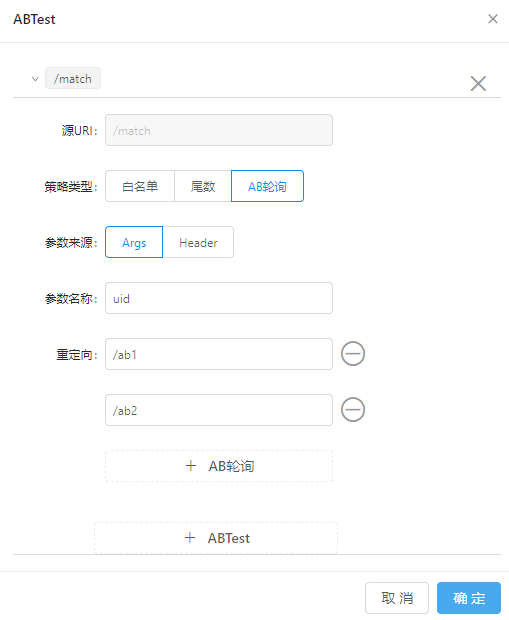 ABTest
/match
源URI: /match
策略类型: 白名单 尾数 AB轮询
参数来源: Args Header
参数名称: uid
重定向: /ab1
/ab2
+ AB轮询
+ ABTest
取 消 确 定